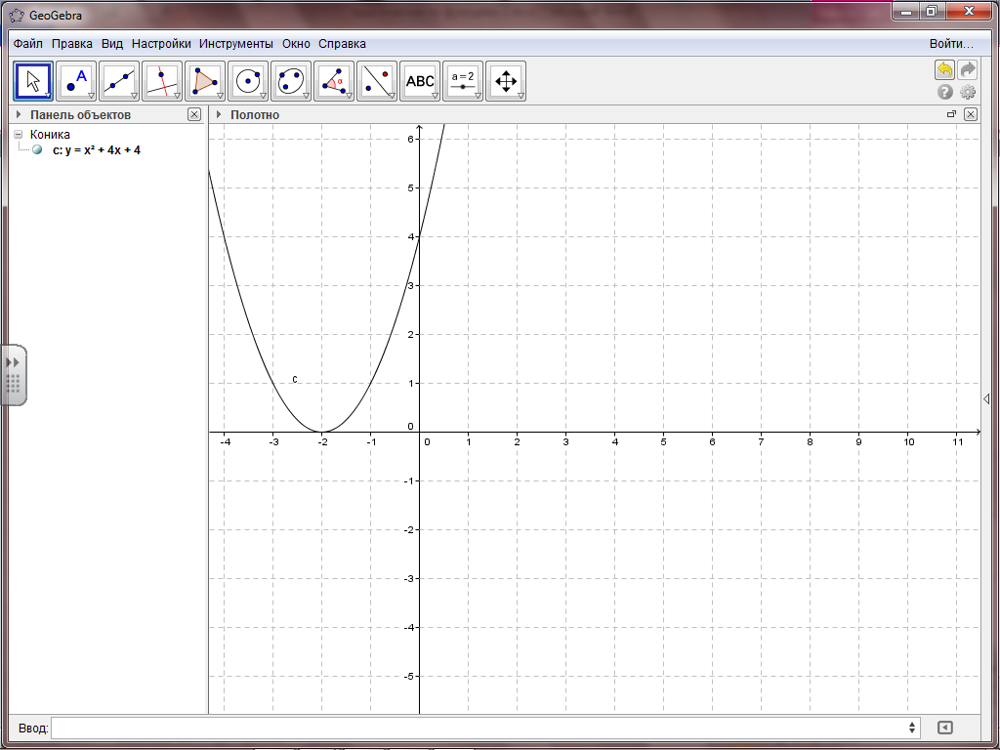 GeoGebra
Файл Правка Вид Настройки Инструменты Окно Справка Войти...
A α ABC a = 2
Панель объектов Полотно
Коника
c: y = x² + 4x + 4
6
5
4
3
2
c
1
0
-4 -3 -2 -1 0 1 2 3 4 5 6 7 8 9 10 11
-1
-2
-3
-4
-5
Ввод: